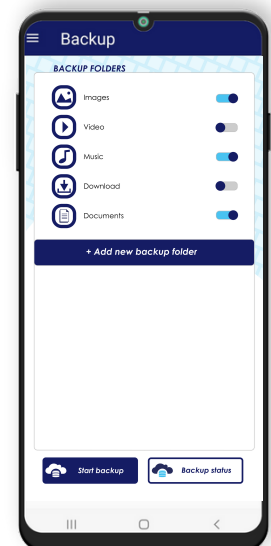 Backup
BACKUP FOLDERS
Images
Video
Music
Download
Documents
+ Add new backup folder
Start backup
Backup status